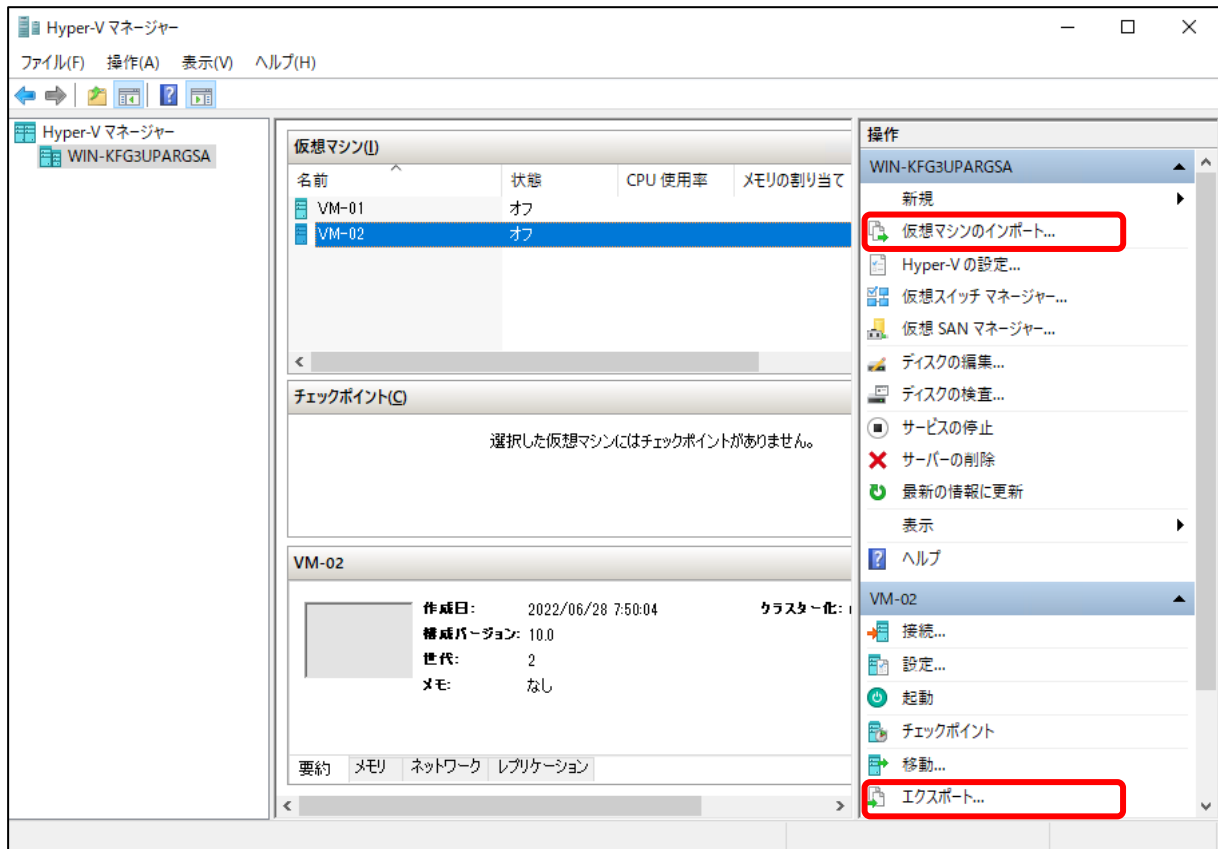 Hyper-V マネージャー
ファイル(F) 操作(A) 表示(V) ヘルプ(H)
Hyper-V マネージャー
WIN-KFG3UPARGSA
仮想マシン(I)
名前 状態 CPU 使用率 メモリの割り当て
VM-01 オフ
VM-02 オフ
チェックポイント(C)
選択した仮想マシンにはチェックポイントがありません。
VM-02
作成日: 2022/06/28 7:50:04 クラスター化:
構成バージョン: 10.0
世代: 2
メモ: なし
要約 メモリ ネットワーク レプリケーション
操作
WIN-KFG3UPARGSA
新規
仮想マシンのインポート...
Hyper-V の設定...
仮想スイッチ マネージャー...
仮想 SAN マネージャー...
ディスクの編集...
ディスクの検査...
サービスの停止
サーバーの削除
最新の情報に更新
表示
ヘルプ
VM-02
接続...
設定...
起動
チェックポイント
移動...
エクスポート...